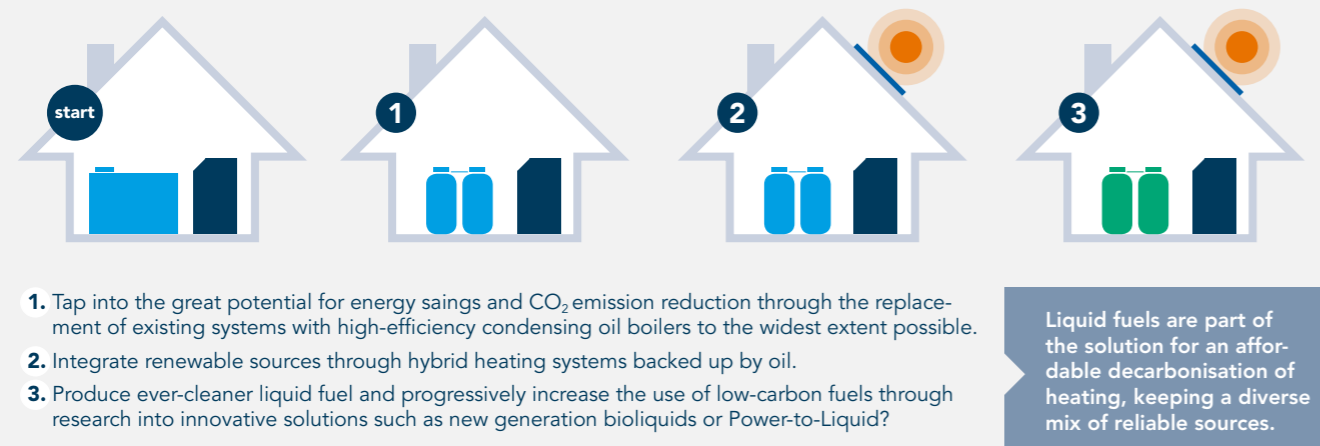 start
1
2
3
1. Tap into the great potential for energy saings and CO₂ emission reduction through the replace-
ment of existing systems with high-efficiency condensing oil boilers to the widest extent possible.
2. Integrate renewable sources through hybrid heating systems backed up by oil.
3. Produce ever-cleaner liquid fuel and progressively increase the use of low-carbon fuels through
research into innovative solutions such as new generation bioliquids or Power-to-Liquid?
Liquid fuels are part of
the solution for an affor-
dable decarbonisation of
heating, keeping a diverse
mix of reliable sources.